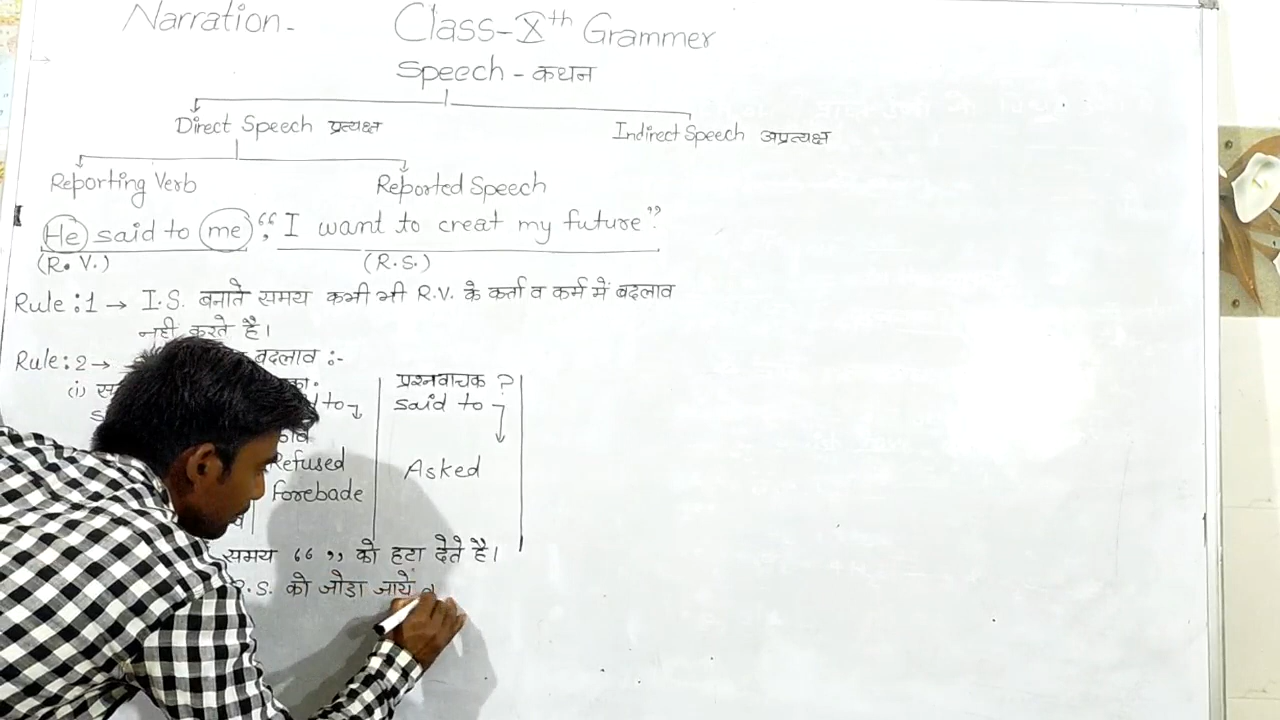 Narration- Class-Xth Grammer
Speech - कथन
Direct Speech प्रत्यक्ष Indirect Speech अप्रत्यक्ष
Reporting Verb Reported Speech
He said to me, “I want to creat my future”.
(R.V.) (R.S.)
Rule:1 → I.S. बनाते समय कभी भी R.V. के कर्ता व कर्म में बदलाव
नही करते है।
Rule:2 → बदलाव :-
(i) प्रश्नवाचक ?
to said to
Refused Asked
Forebade
समय “ ” को हटा देते है।
R.S. को जोडा जाये